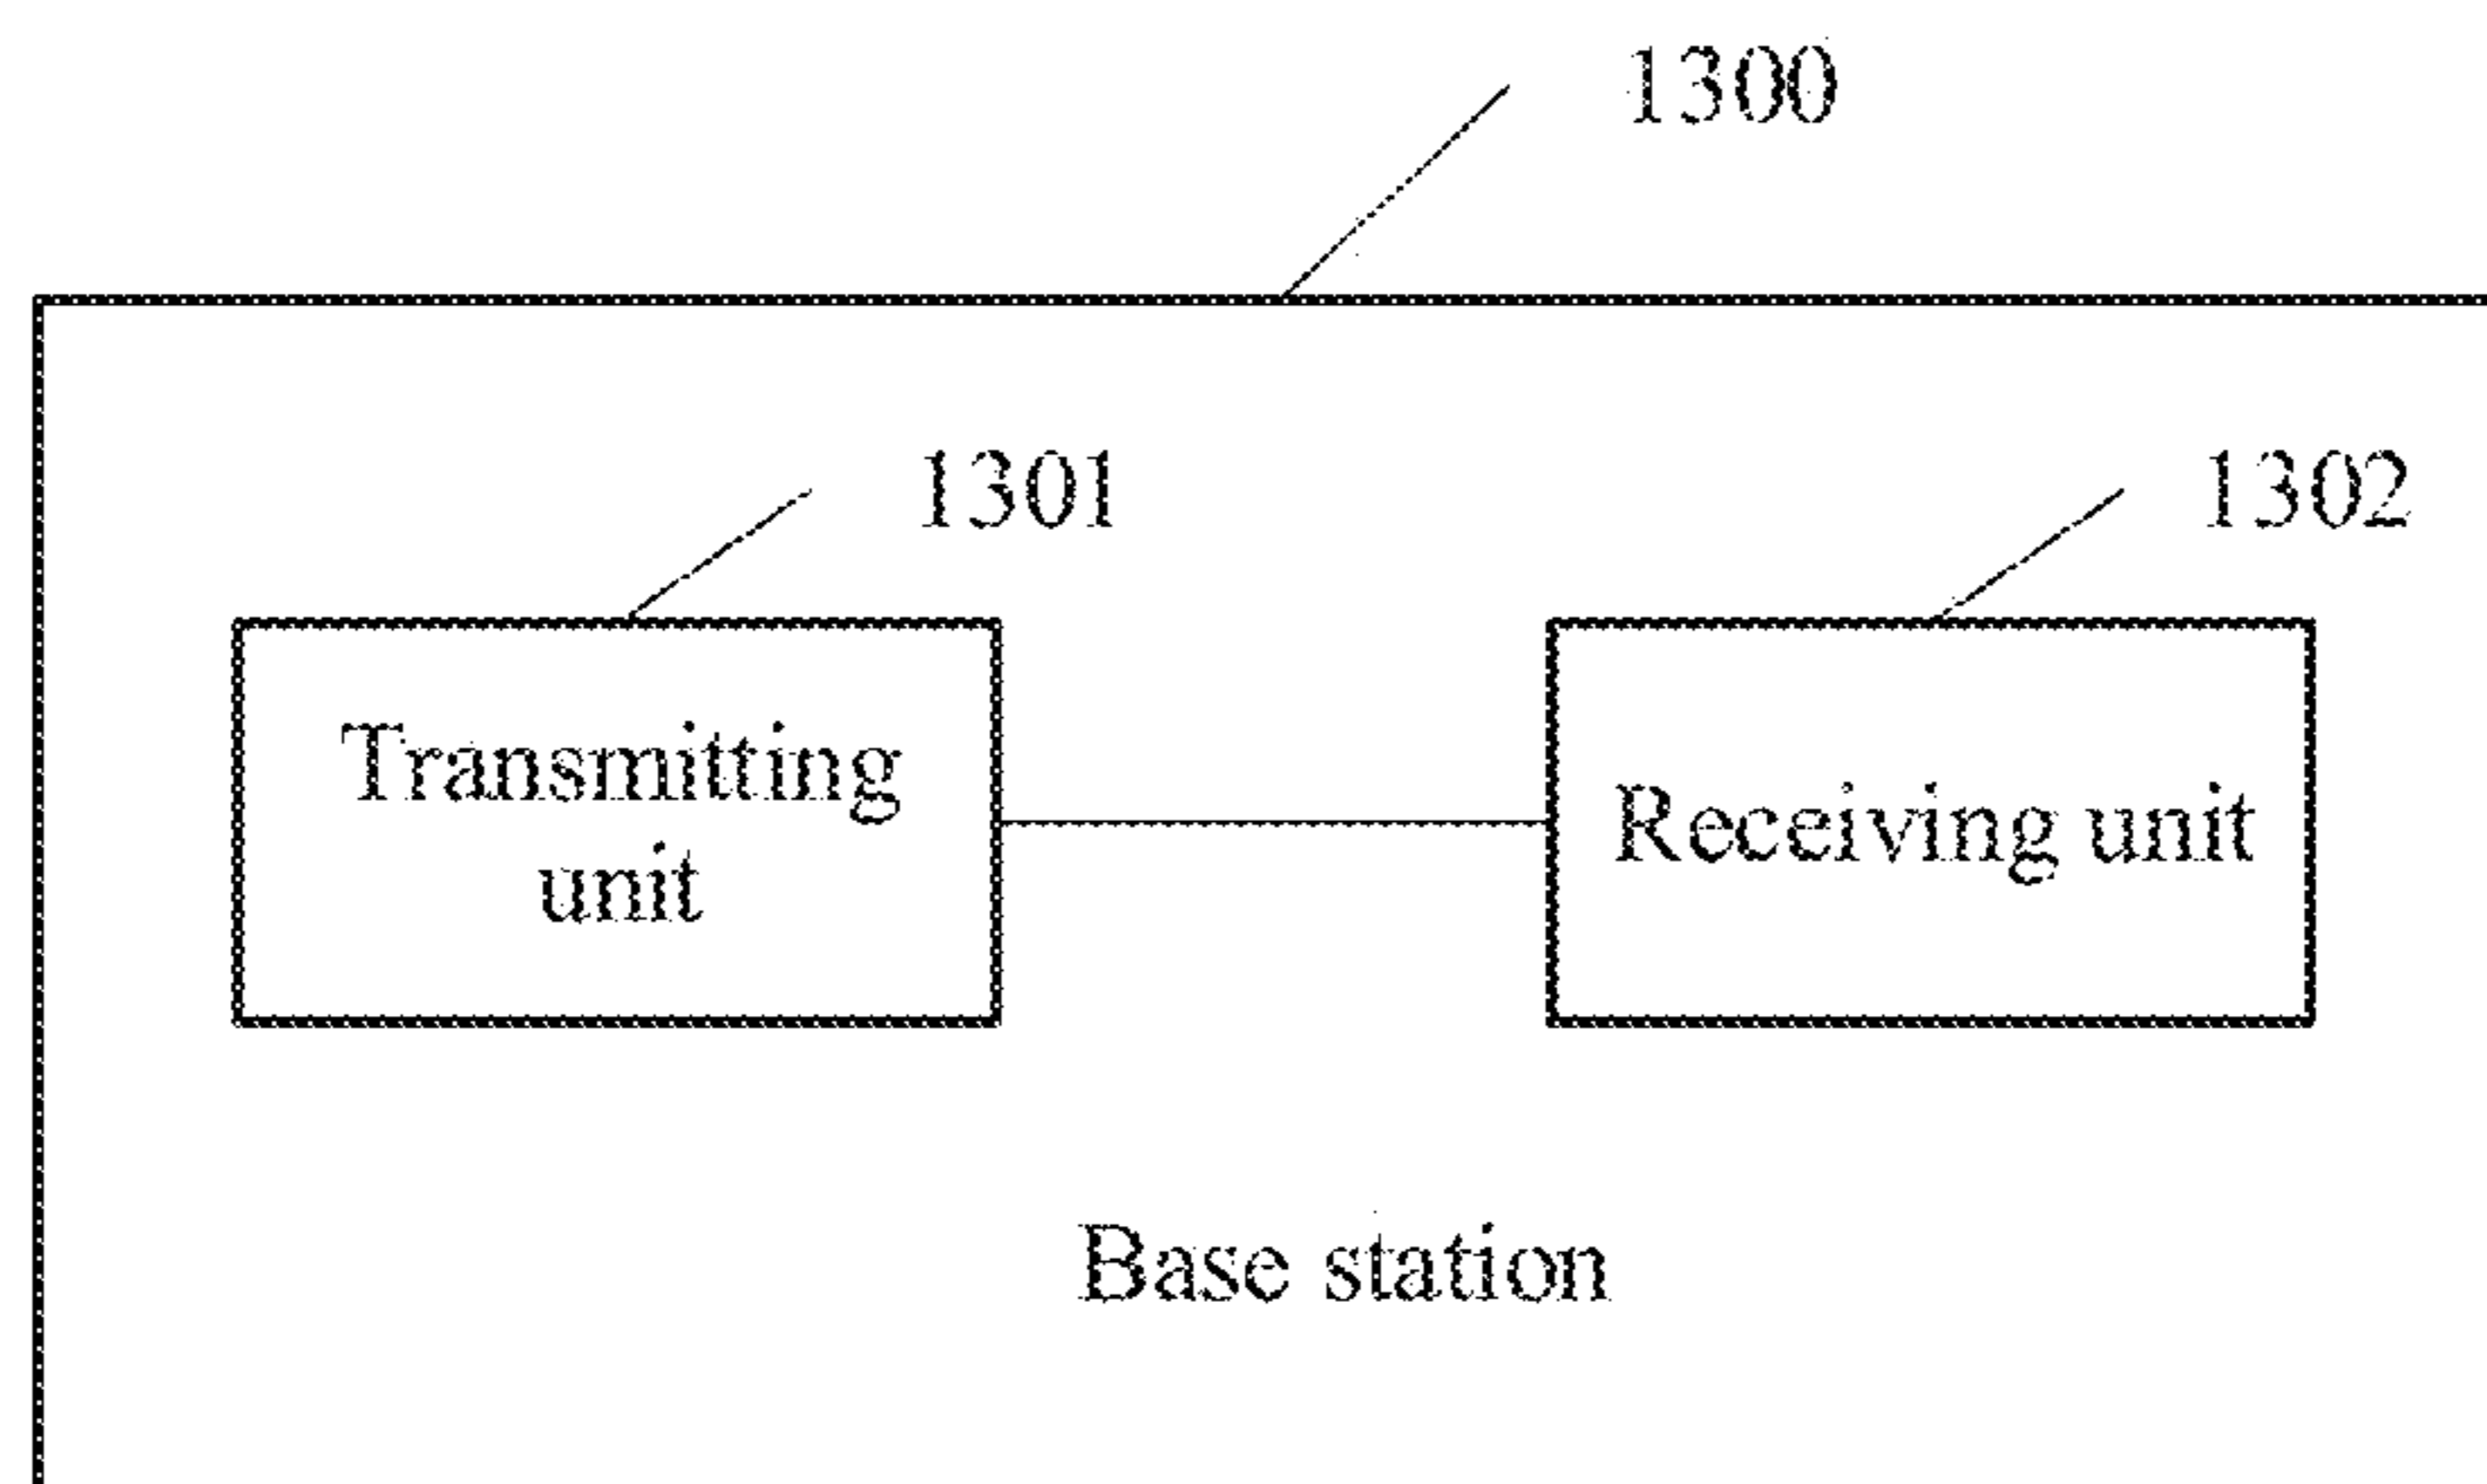 1300
1301
1302
Transmitting
unit
Receiving unit
Base station